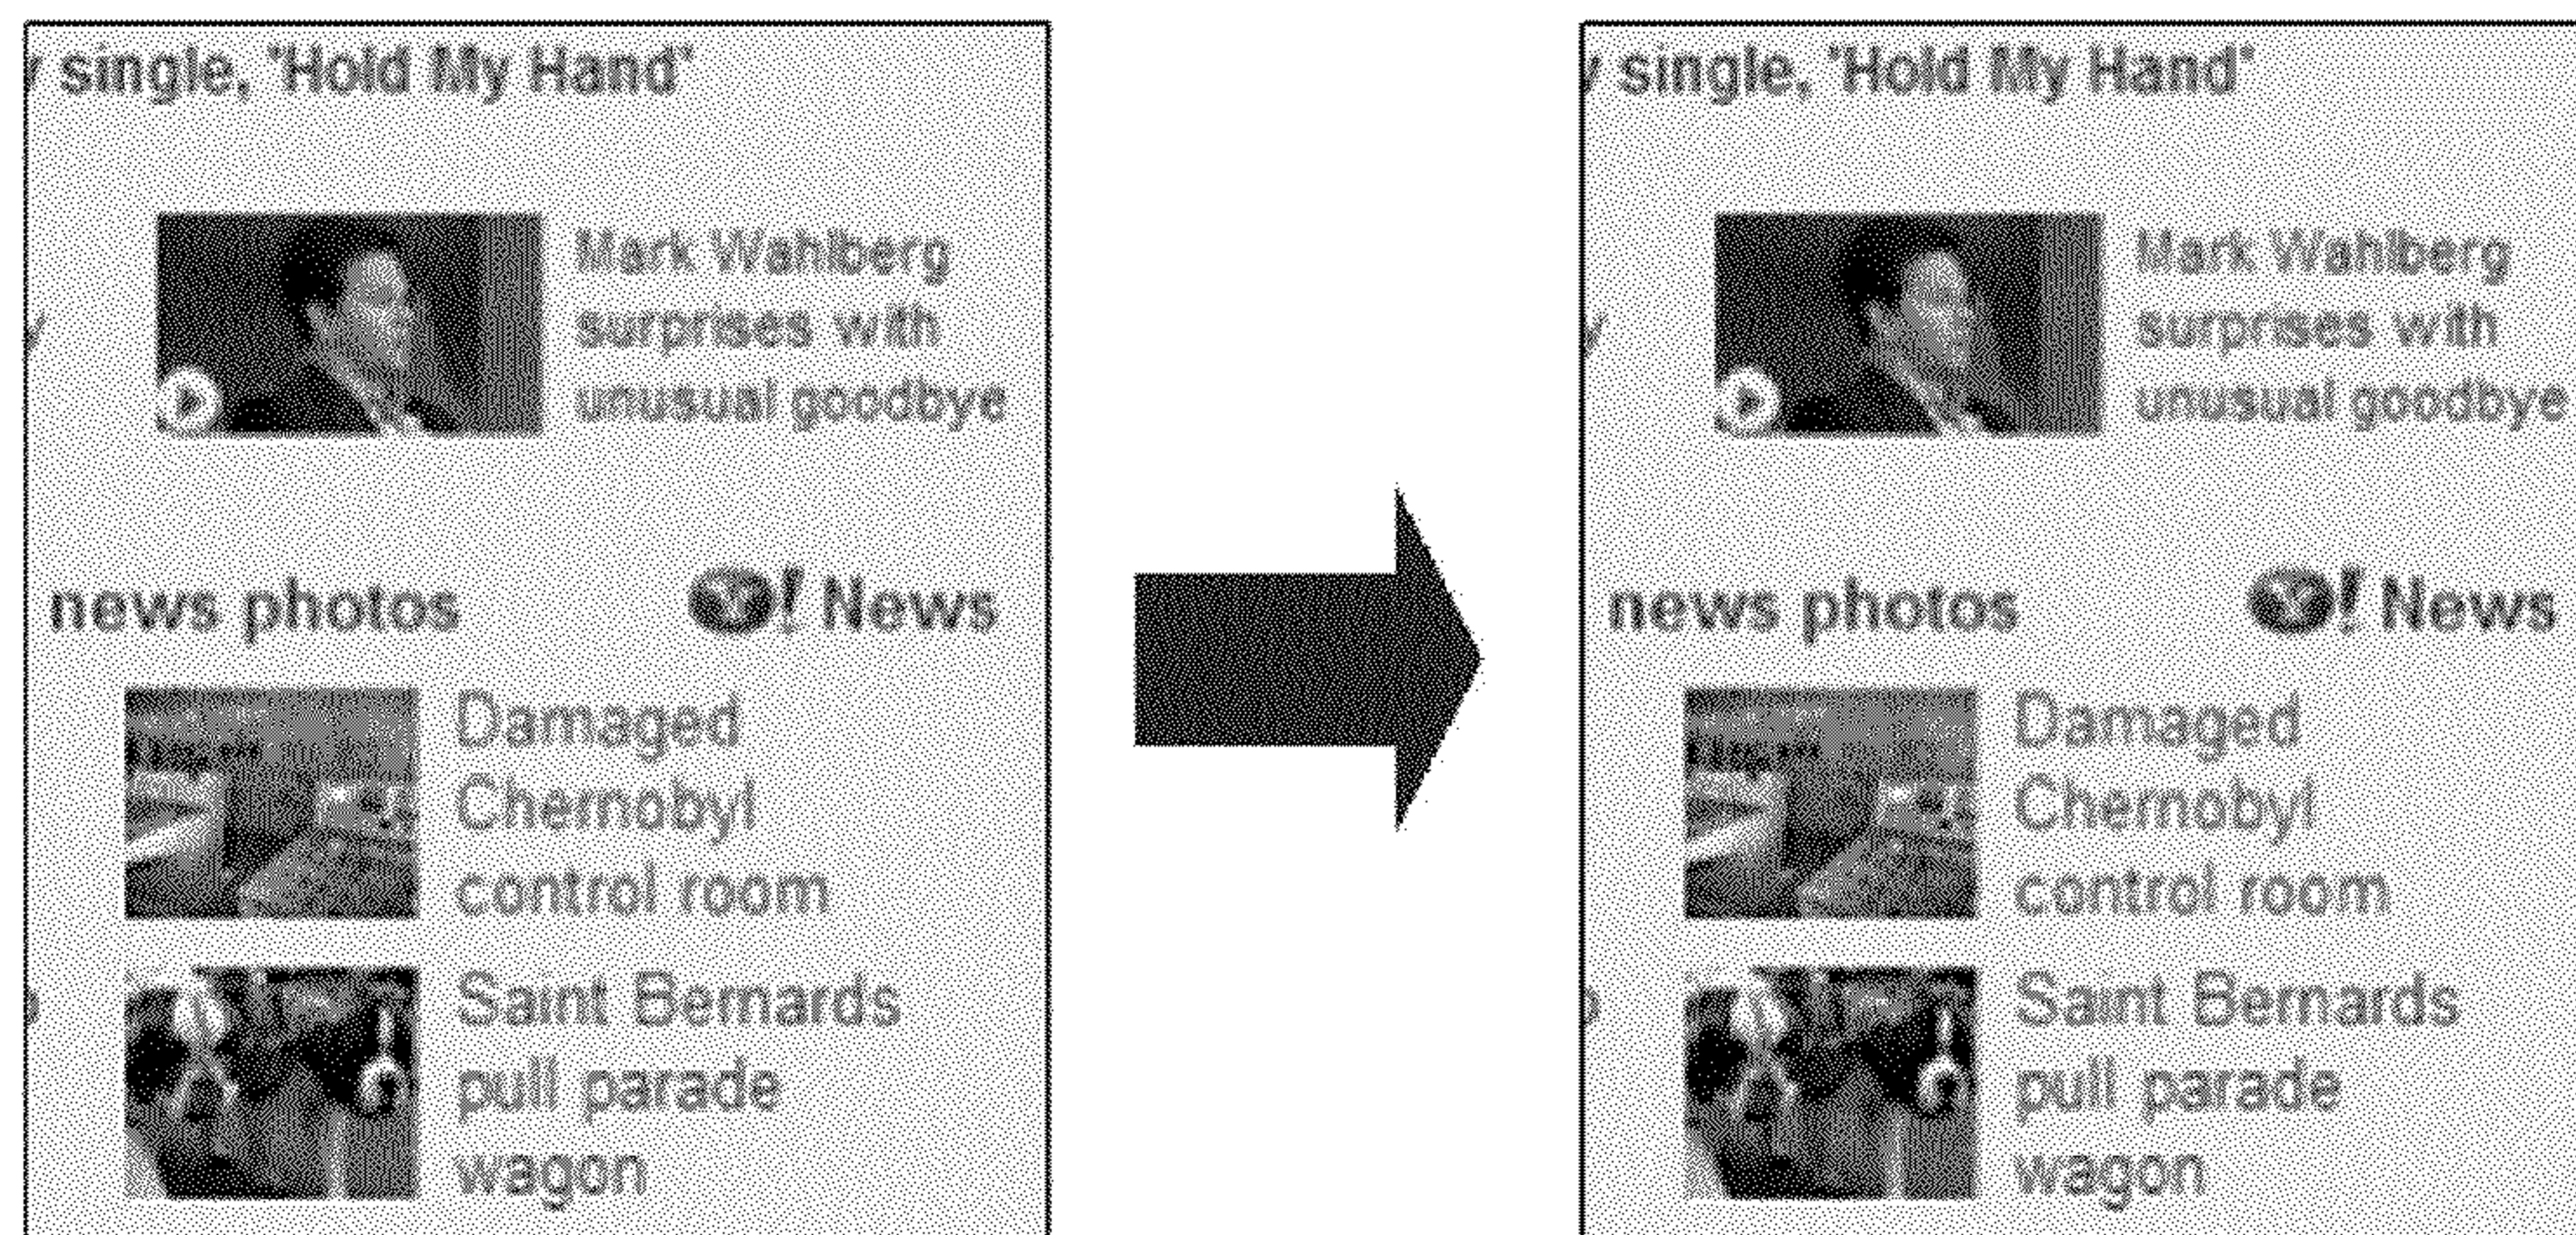 y single, "Hold My Hand"
Mark Wahlberg
surprises with
unusual goodbye
y
news photos
Y! News
Damaged
Chernobyl
control room
Saint Bernards
pull parade
wagon
y single, "Hold My Hand"
Mark Wahlberg
surprises with
unusual goodbye
y
news photos
Y! News
Damaged
Chernobyl
control room
Saint Bernards
pull parade
wagon